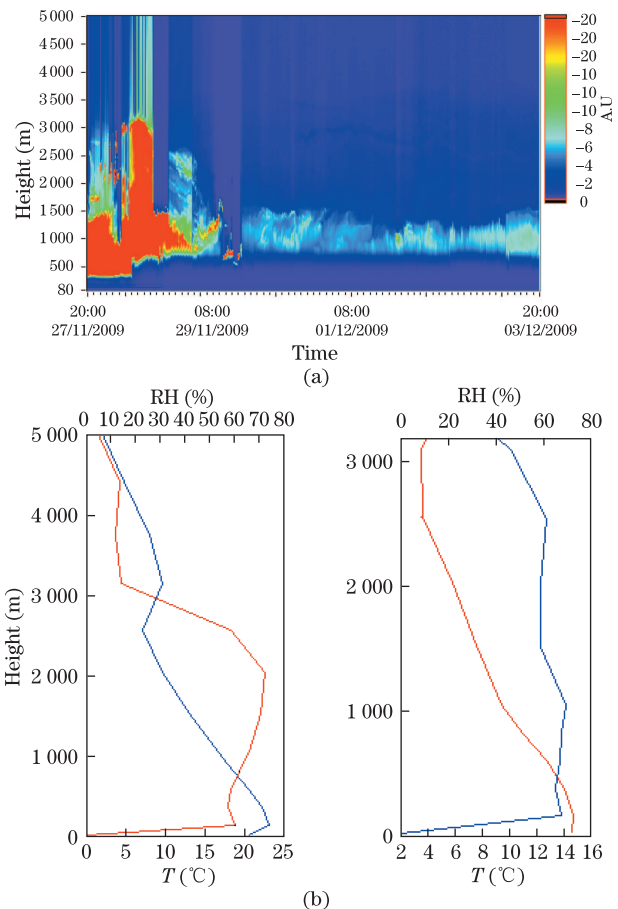 5 000
4 500
4 000
3 500
3 000
2 500
2 000
1 500
1 000
500
80
Height (m)
20:00 08:00 08:00 20:00
27/11/2009 29/11/2009 01/12/2009 03/12/2009
Time
−20
−20
−20
−10
−10
−10
−8
−6
−4
−2
0
A.U
(a)
RH (%)
0 10 20 30 40 50 60 70 80
5 000
4 000
3 000
2 000
1 000
0
Height (m)
0 5 10 15 20 25
T (℃)
RH (%)
0 20 40 60 80
3 000
2 000
1 000
0
2 4 6 8 10 12 14 16
T (℃)
(b)